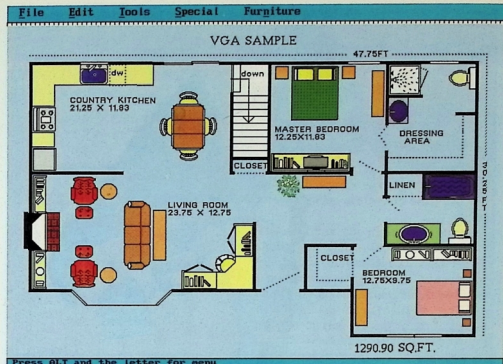 File Edit Tools Special Furniture
VGA SAMPLE
47.75FT
dw
down
COUNTRY KITCHEN
21.25 X 11.83
MASTER BEDROOM
12.25X11.83
DRESSING
AREA
CLOSET
30.25FT
LINEN
LIVING ROOM
23.75 X 12.75
CLOSET
BEDROOM
12.75X9.75
1290.90 SQ.FT.
Press ALT and the letter for menu